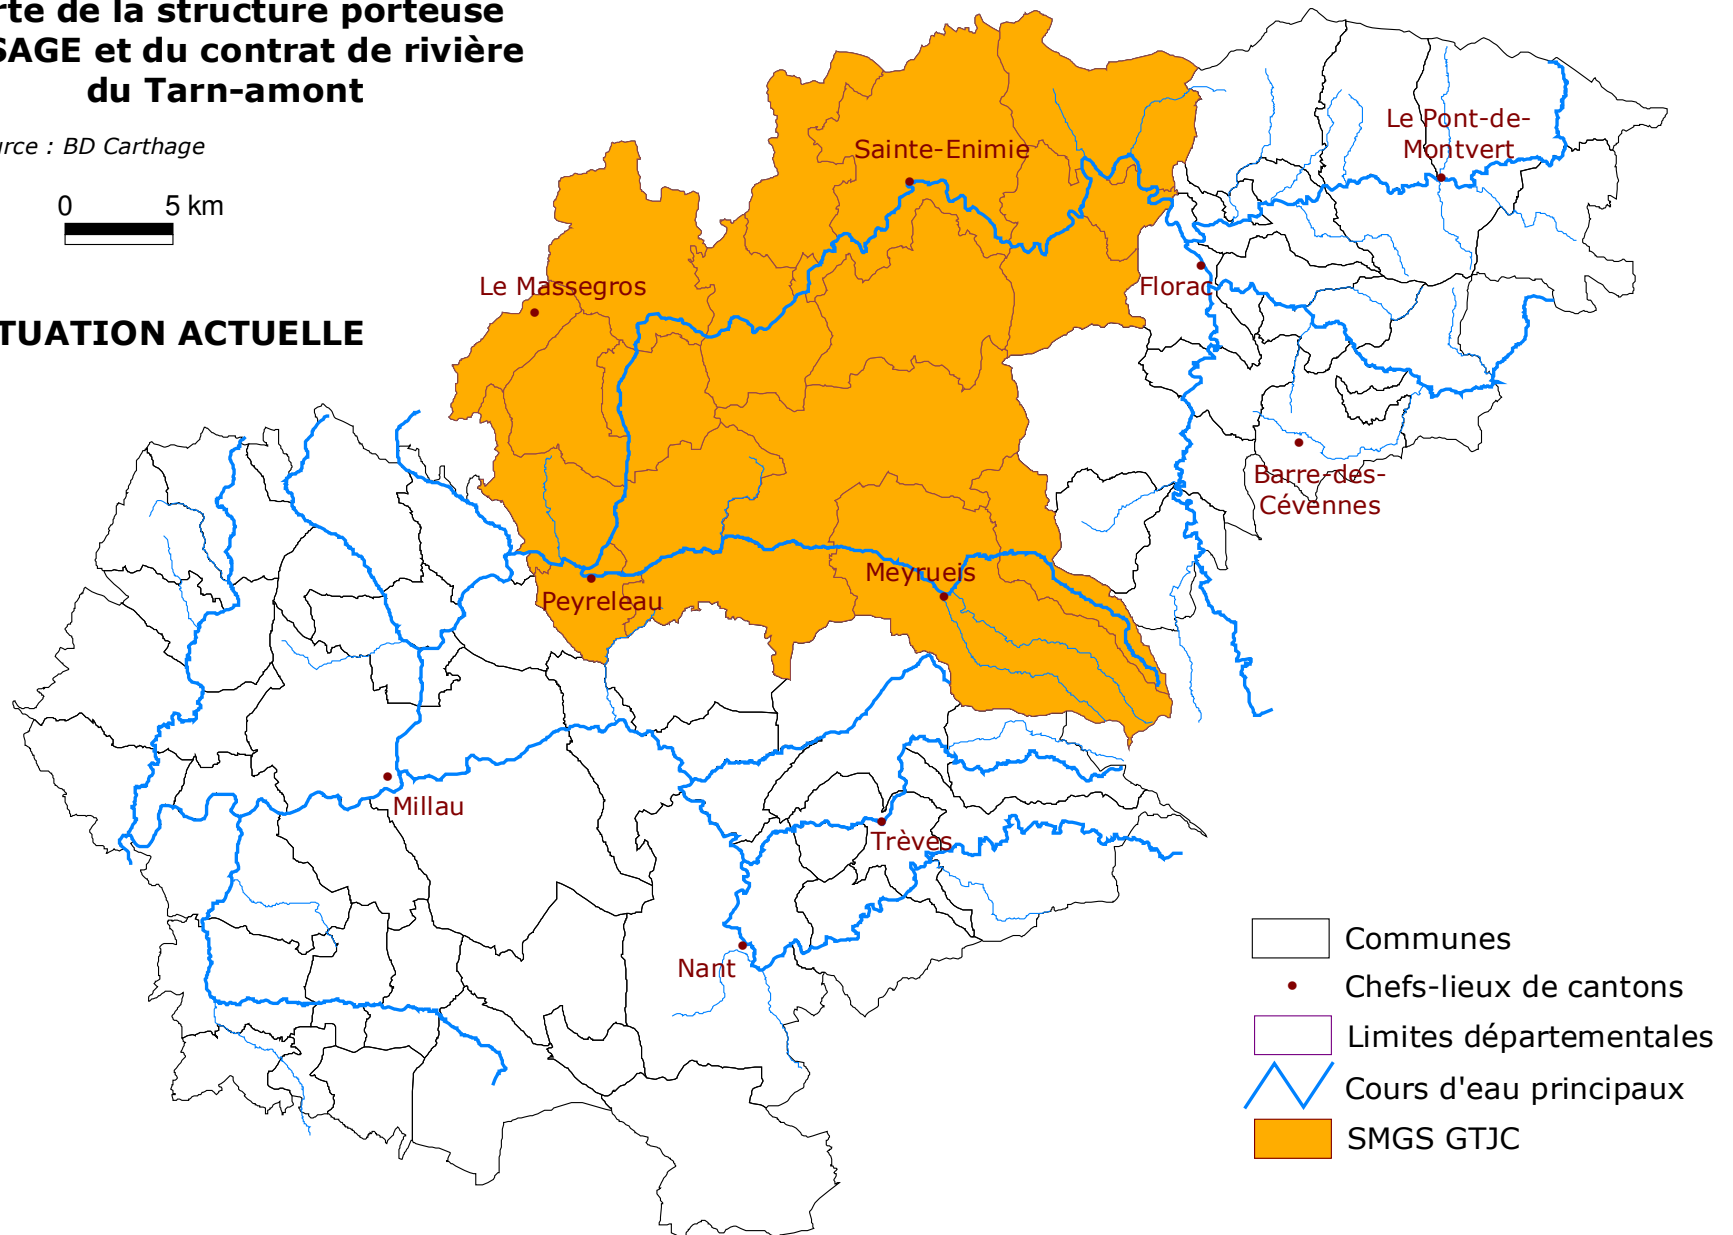 rte de la structure porteuse
SAGE et du contrat de rivière
du Tarn-amont
urce : BD Carthage
0 5 km
TUATION ACTUELLE
Le Pont-de-
Montvert
Sainte-Enimie
Florac
Le Massegros
Barre-des-
Cévennes
Meyrueis
Peyreleau
Millau
Trèves
Nant
Communes
Chefs-lieux de cantons
Limites départementales
Cours d'eau principaux
SMGS GTJC